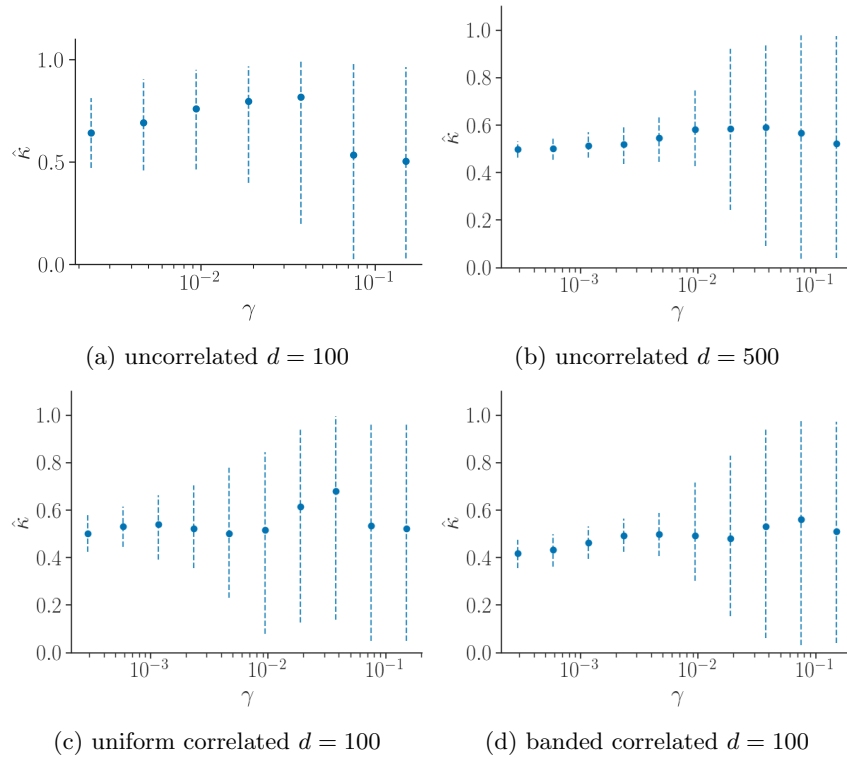 1.0
0.5
0.0
κ̂
10⁻²
10⁻¹
γ
(a) uncorrelated d = 100
1.0
0.8
0.6
0.4
0.2
0.0
κ̂
10⁻³
10⁻²
10⁻¹
γ
(b) uncorrelated d = 500
1.0
0.8
0.6
0.4
0.2
0.0
κ̂
10⁻³
10⁻²
10⁻¹
γ
(c) uniform correlated d = 100
1.0
0.8
0.6
0.4
0.2
0.0
κ̂
10⁻³
10⁻²
10⁻¹
γ
(d) banded correlated d = 100